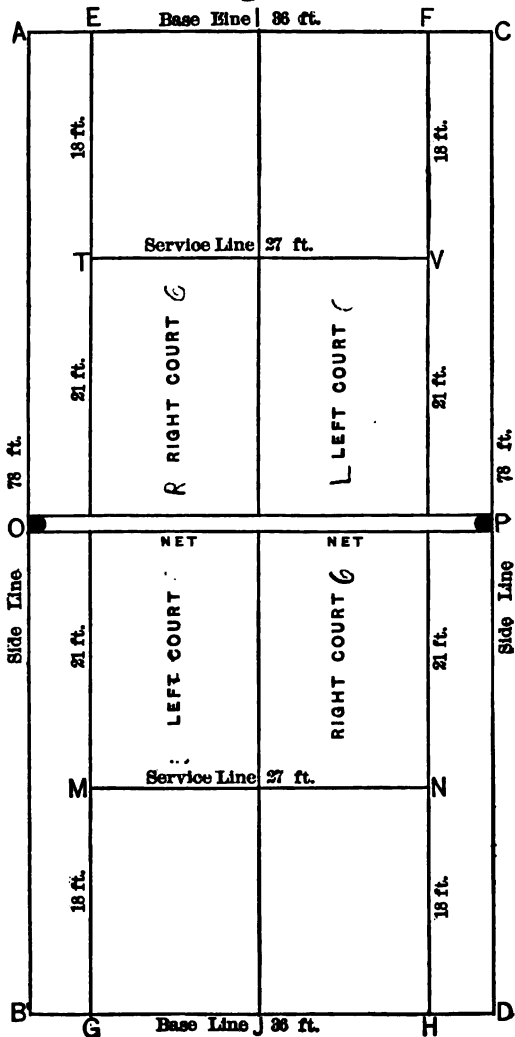 A E Base Line 36 ft. F C
18 ft. 18 ft.
T Service Line 27 ft. V
R RIGHT COURT
L LEFT COURT
21 ft. 21 ft.
78 ft. 78 ft.
O P
NET NET
Side Line Side Line
21 ft. LEFT COURT RIGHT COURT 21 ft.
M Service Line 27 ft. N
18 ft. 18 ft.
B G Base Line J 36 ft. H D